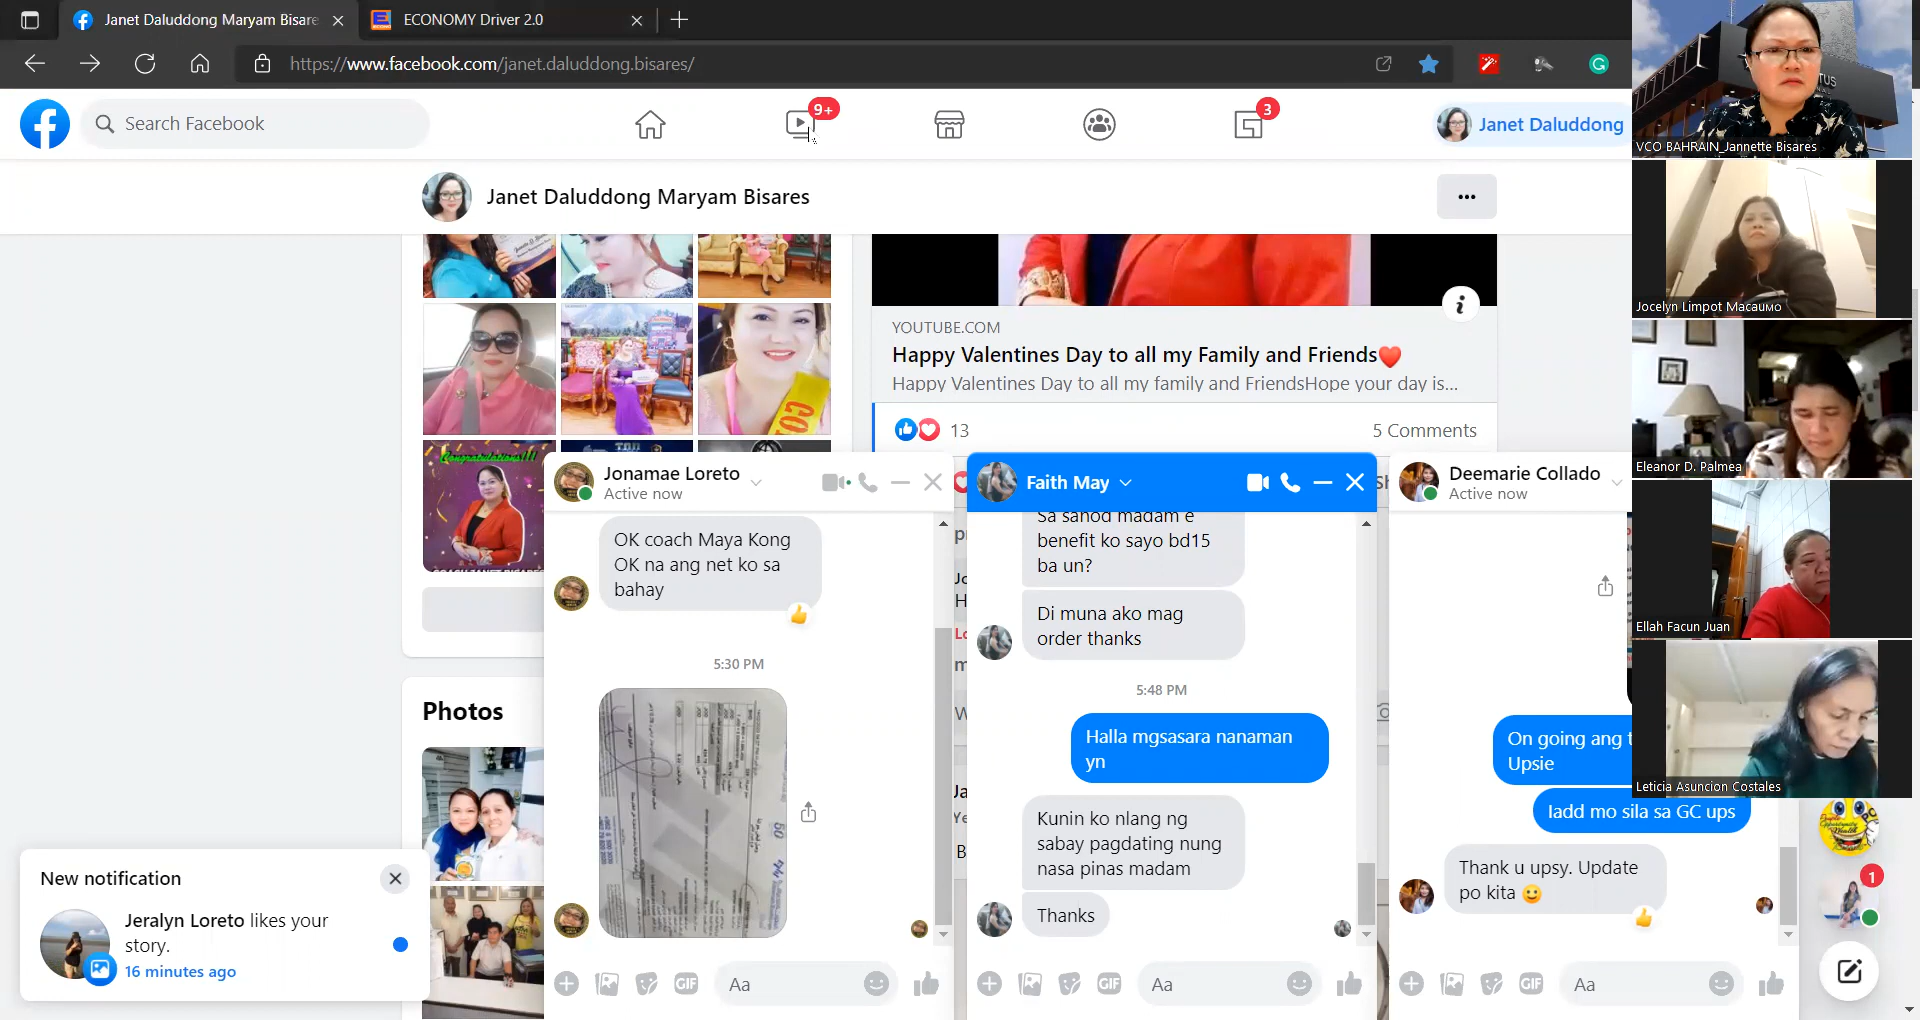 Janet Daluddong Maryam Bisare
ECONOMY Driver 2.0
https://www.facebook.com/janet.daluddong.bisares/
Search Facebook
9+
3
Janet Daluddong
Janet Daluddong Maryam Bisares
YOUTUBE.COM
Happy Valentines Day to all my Family and Friends❤️
Happy Valentines Day to all my family and FriendsHope your day is...
13
5 Comments
Photos
New notification
Jeralyn Loreto likes your
story.
16 minutes ago
Jonamae Loreto
Active now
OK coach Maya Kong
OK na ang net ko sa
bahay
5:30 PM
GIF
Aa
Faith May
Sa sahod madam e
benefit ko sayo bd15
ba un?
Di muna ako mag
order thanks
5:48 PM
Halla mgsasara nanaman
yn
Kunin ko nlang ng
sabay pagdating nung
nasa pinas madam
Thanks
GIF
Aa
Deemarie Collado
Active now
On going ang t
Upsie
Iadd mo sila sa GC ups
Thank u upsy. Update
po kita 😉
GIF
Aa
1
VCO BAHRAIN_Jannette Bisares
Jocelyn Limpot Macaumo
Eleanor D. Palmea
Ellah Facun Juan
Leticia Asuncion Costales